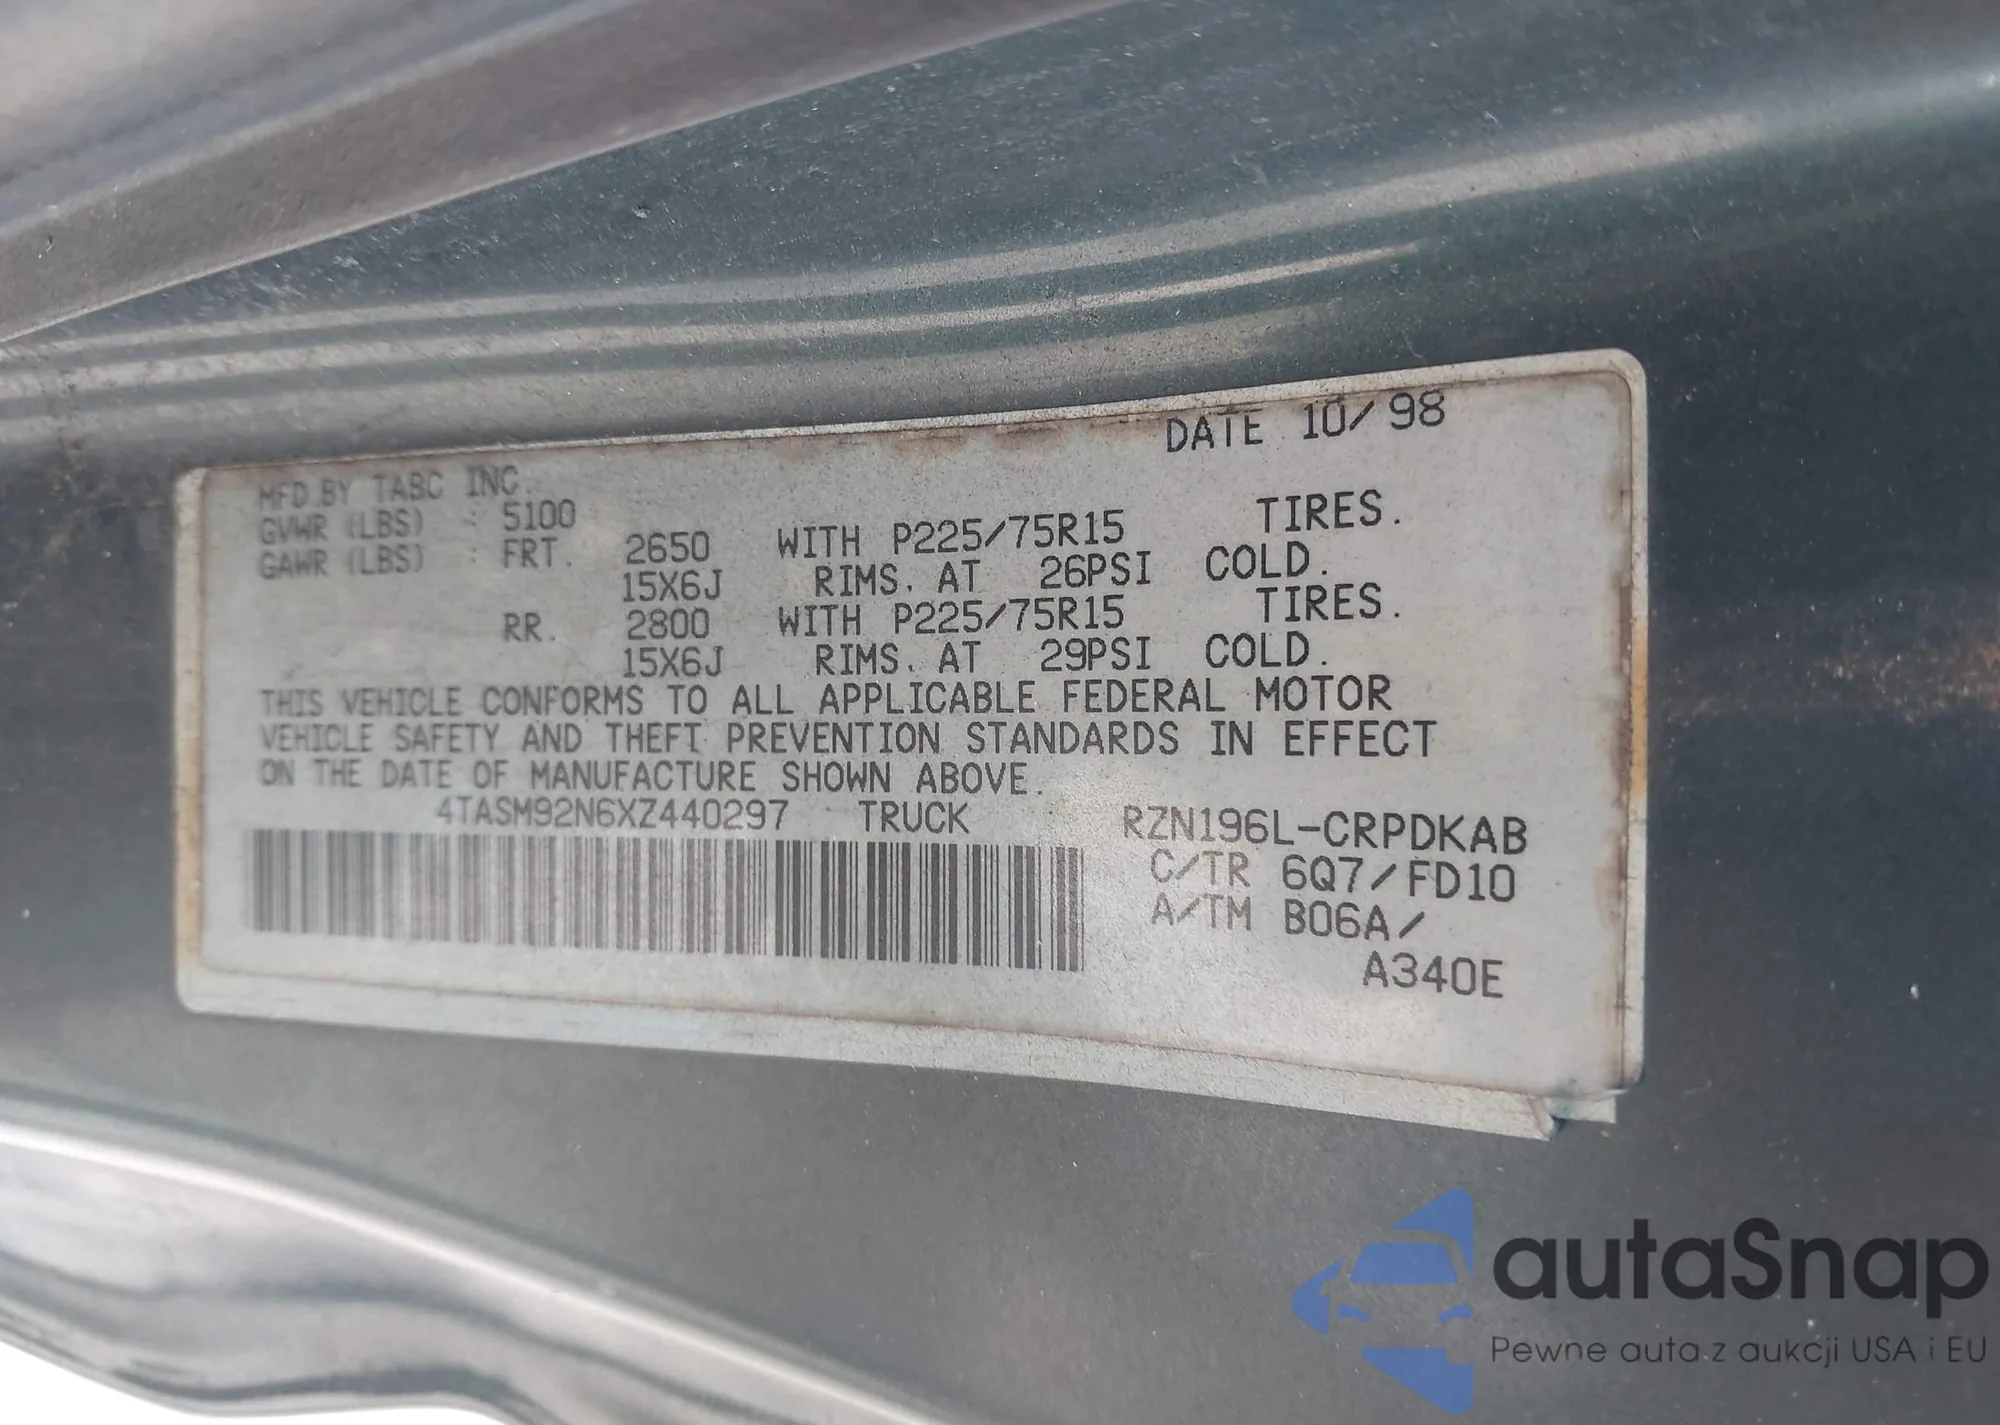 DATE 10/98
MFD.BY TABC INC.
GVWR (LBS) : 5100
GAWR (LBS) : FRT. 2650 WITH P225/75R15 TIRES.
15X6J RIMS. AT 26PSI COLD.
RR. 2800 WITH P225/75R15 TIRES.
15X6J RIMS. AT 29PSI COLD.
THIS VEHICLE CONFORMS TO ALL APPLICABLE FEDERAL MOTOR
VEHICLE SAFETY AND THEFT PREVENTION STANDARDS IN EFFECT
ON THE DATE OF MANUFACTURE SHOWN ABOVE.
4TASM92N6XZ440297 TRUCK RZN196L-CRPDKAB
C/TR 6Q7/FD10
A/TM B06A/
A340E
autaSnap
Pewne auta z aukcji USA i EU